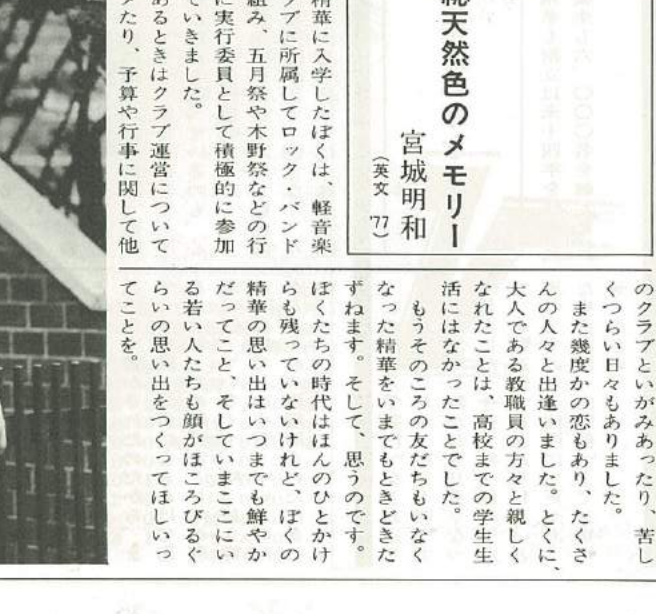 天然色のメモリー
宮城明和
（英文 '77）
精華に入学したぼくは、軽音楽
ラブに所属してロック・バンド
組み、五月祭や木野祭などの行
に実行委員として積極的に参加
ていきました。
あるときはクラブ運営について
たり、予算や行事に関して他
のクラブといがみあったり、苦し
くつらい日々もありました。
また幾度かの恋もあり、たくさ
んの人々と出逢いました。とくに、
大人である教職員の方々と親しく
なれたことは、高校までの学生生
活にはなかったことでした。
もうそのころの友だちもいなく
なった精華をいまでもときどきた
ずねます。そして、思うのです。
ぼくたちの時代はほんのひとかけ
らも残っていないけれど、ぼくの
精華の思い出はいつまでも鮮やか
だってこと、そしていまここにい
る若い人たちも顔がほころびるぐ
らいの思い出をつくってほしいっ
てことを。